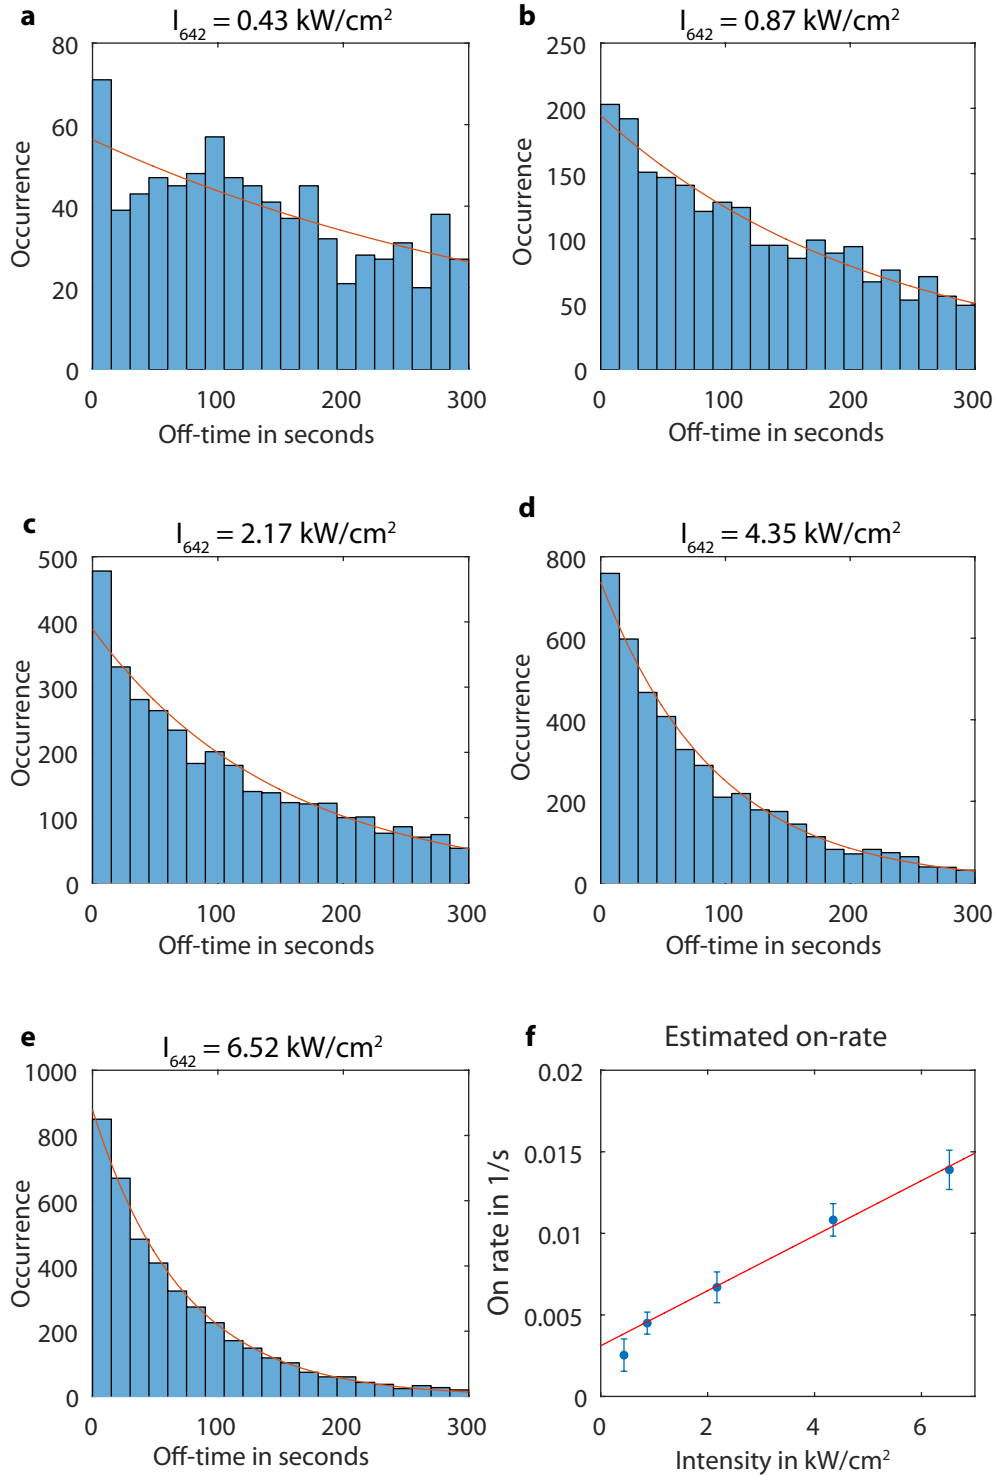 a
I642 = 0.43 kW/cm²
80
60
40
20
0
Occurrence
0 100 200 300
Off-time in seconds
b
I642 = 0.87 kW/cm²
250
200
150
100
50
0
Occurrence
0 100 200 300
Off-time in seconds
c
I642 = 2.17 kW/cm²
500
400
300
200
100
0
Occurrence
0 100 200 300
Off-time in seconds
d
I642 = 4.35 kW/cm²
800
600
400
200
0
Occurrence
0 100 200 300
Off-time in seconds
e
I642 = 6.52 kW/cm²
1000
800
600
400
200
0
Occurrence
0 100 200 300
Off-time in seconds
f
Estimated on-rate
0.02
0.015
0.01
0.005
0
On rate in 1/s
0 2 4 6
Intensity in kW/cm²